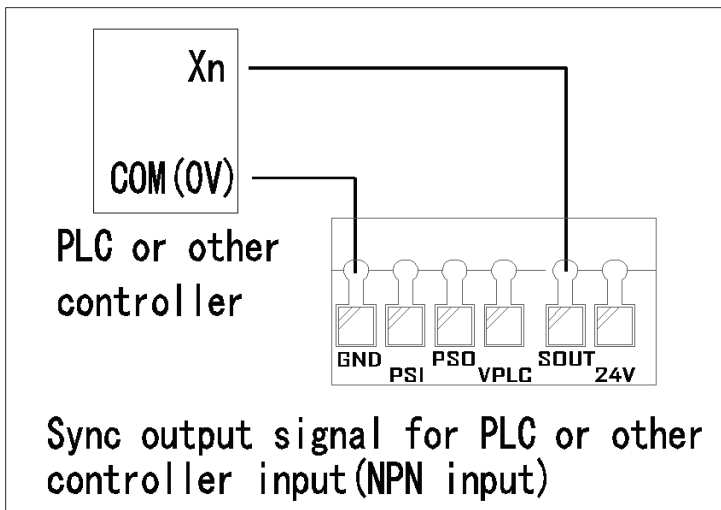 Xn
COM(0V)
PLC or other
controller
GND
PSI
PSO
VPLC
SOUT
24V
Sync output signal for PLC or other
controller input(NPN input)